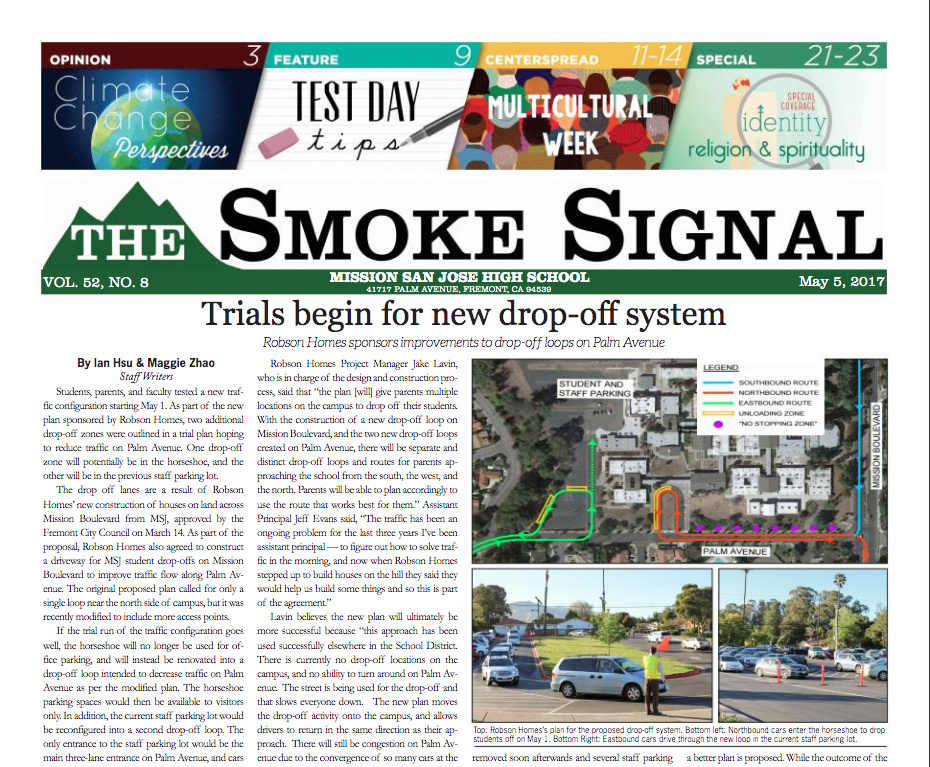 OPINION 3
Climate
Change
Perspectives
FEATURE 9
TEST DAY
tips
CENTERSPREAD 11-14
MULTICULTURAL
WEEK
SPECIAL 21-23
SPECIAL
COVERAGE
identity
religion & spirituality
THE SMOKE SIGNAL
VOL. 52, NO. 8
MISSION SAN JOSE HIGH SCHOOL
41717 PALM AVENUE, FREMONT, CA 94539
May 5, 2017
Trials begin for new drop-off system
Robson Homes sponsors improvements to drop-off loops on Palm Avenue
By Ian Hsu & Maggie Zhao
Staff Writers
Students, parents, and faculty tested a new traf-
fic configuration starting May 1. As part of the new
plan sponsored by Robson Homes, two additional
drop-off zones were outlined in a trial plan hoping
to reduce traffic on Palm Avenue. One drop-off
zone will potentially be in the horseshoe, and the
other will be in the previous staff parking lot.
The drop off lanes are a result of Robson
Homes' new construction of houses on land across
Mission Boulevard from MSJ, approved by the
Fremont City Council on March 14. As part of the
proposal, Robson Homes also agreed to construct
a driveway for MSJ student drop-offs on Mission
Boulevard to improve traffic flow along Palm Av-
enue. The original proposed plan called for only a
single loop near the north side of campus, but it was
recently modified to include more access points.
If the trial run of the traffic configuration goes
well, the horseshoe will no longer be used for of-
fice parking, and will instead be renovated into a
drop-off loop intended to decrease traffic on Palm
Avenue as per the modified plan. The horseshoe
parking spaces would then be available to visitors
only. In addition, the current staff parking lot would
be reconfigured into a second drop-off loop. The
only entrance to the staff parking lot would be the
main three-lane entrance on Palm Avenue, and cars
Robson Homes Project Manager Jake Lavin,
who is in charge of the design and construction pro-
cess, said that "the plan [will] give parents multiple
locations on the campus to drop off their students.
With the construction of a new drop-off loop on
Mission Boulevard, and the two new drop-off loops
created on Palm Avenue, there will be separate and
distinct drop-off loops and routes for parents ap-
proaching the school from the south, the west, and
the north. Parents will be able to plan accordingly to
use the route that works best for them." Assistant
Principal Jeff Evans said, "The traffic has been an
ongoing problem for the last three years I've been
assistant principal — to figure out how to solve traf-
fic in the morning, and now when Robson Homes
stepped up to build houses on the hill they said they
would help us build some things and so this is part
of the agreement."
Lavin believes the new plan will ultimately be
more successful because "this approach has been
used successfully elsewhere in the School District.
There is currently no drop-off locations on the
campus, and no ability to turn around on Palm Av-
enue. The street is being used for the drop-off and
that slows everyone down. The new plan moves
the drop-off activity onto the campus, and allows
drivers to return in the same direction as their ap-
proach. There will still be congestion on Palm Av-
enue due to the convergence of so many cars at the
STUDENT AND
STAFF PARKING
LEGEND
SOUTHBOUND ROUTE
NORTHBOUND ROUTE
EASTBOUND ROUTE
UNLOADING ZONE
"NO STOPPING ZONE"
MISSION BOULEVARD
PALM AVENUE
Top: Robson Homes's plan for the proposed drop-off system. Bottom left: Northbound cars enter the horseshoe to drop
students off on May 1. Bottom Right: Eastbound cars drive through the new loop in the current staff parking lot.
removed soon afterwards and several staff parking
a better plan is proposed. While the outcome of the